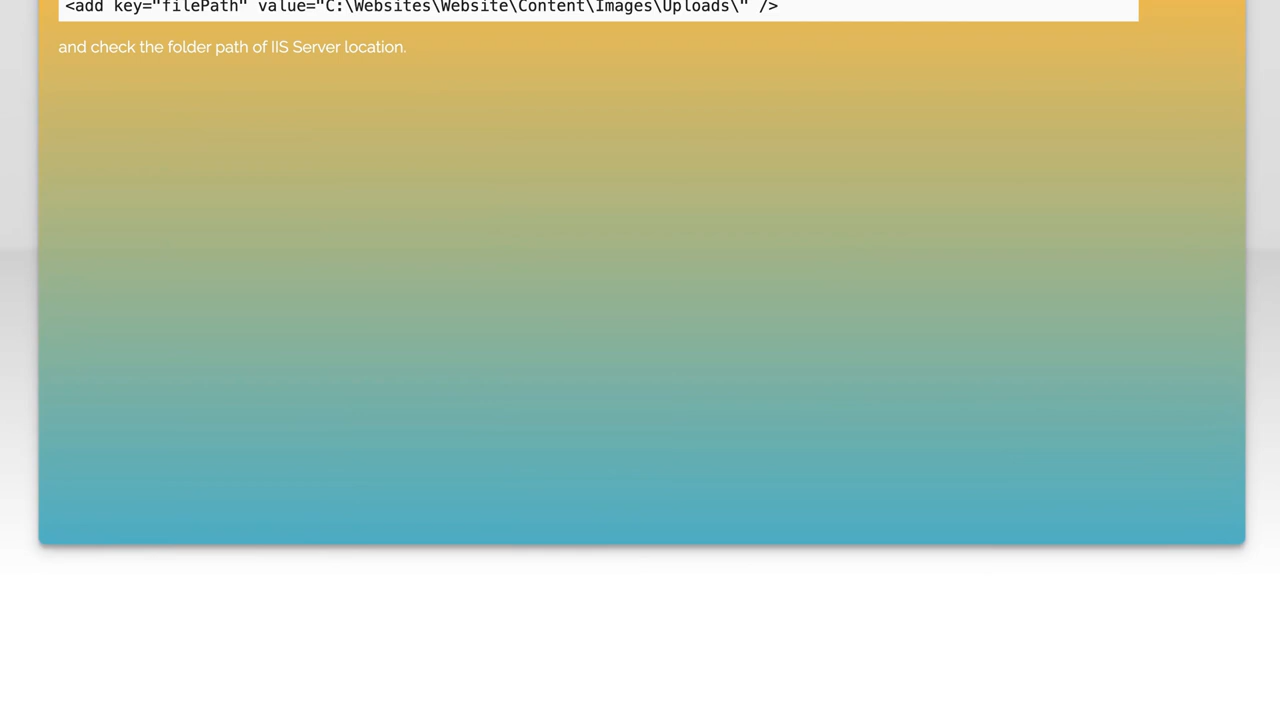 <add key="filePath" value="C:\Websites\Website\Content\Images\Uploads\" />
and check the folder path of IIS Server location.